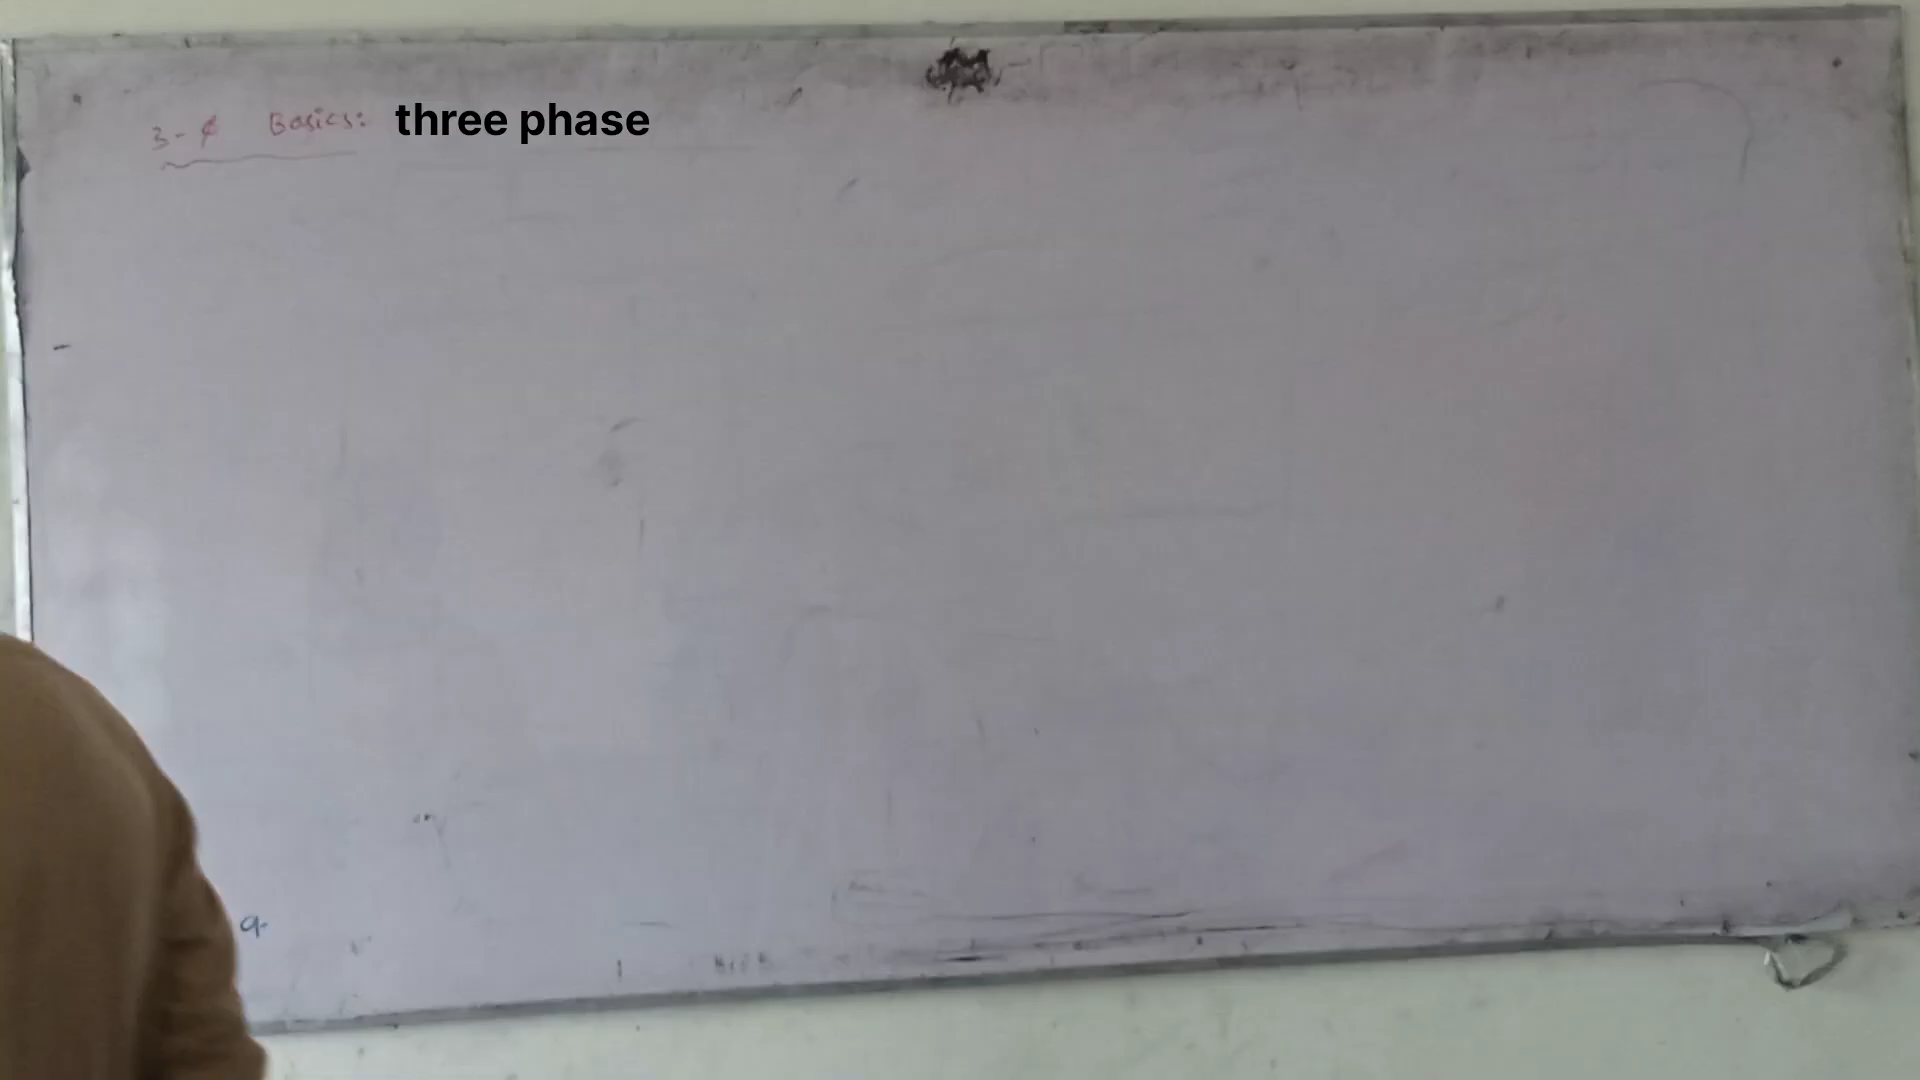 3-ϕ Basics: three phase
a-